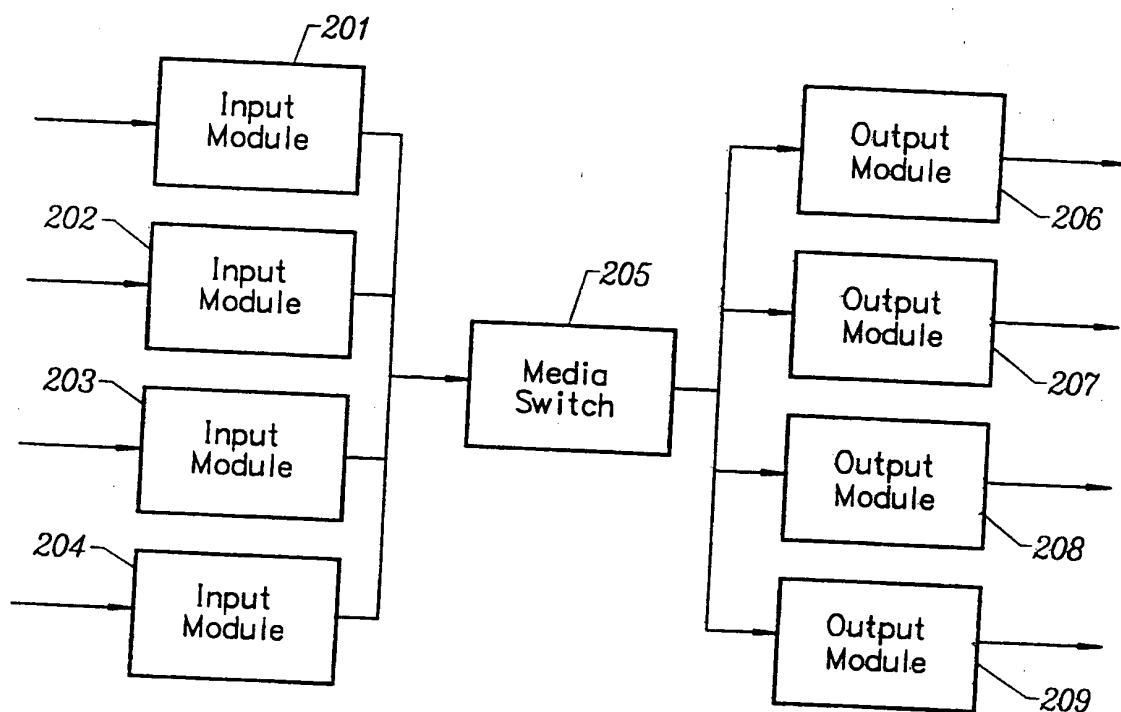 201
Input
Module
202
Input
Module
203
Input
Module
204
Input
Module
205
Media
Switch
Output
Module
206
Output
Module
207
Output
Module
208
Output
Module
209